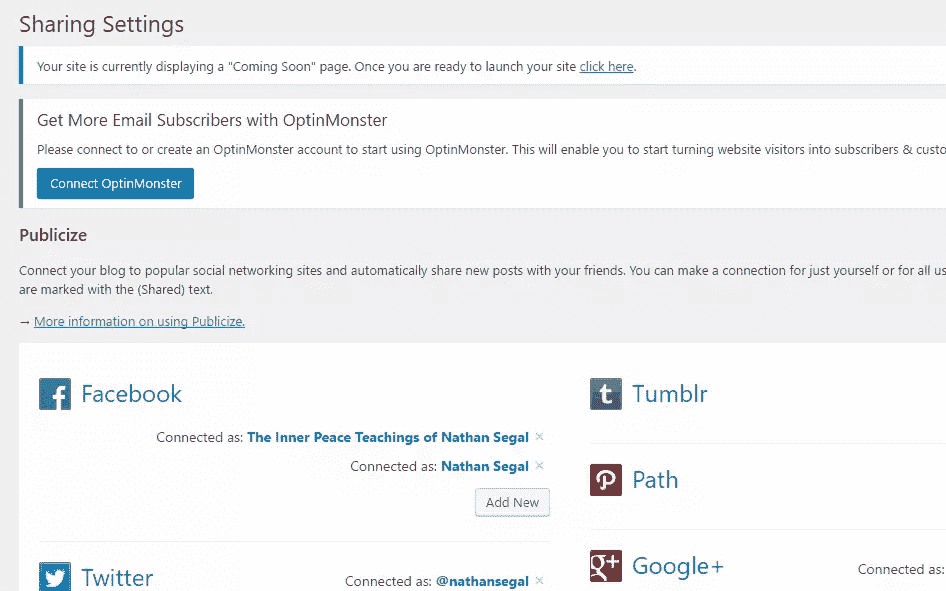 Sharing Settings
Your site is currently displaying a "Coming Soon" page. Once you are ready to launch your site click here.
Get More Email Subscribers with OptinMonster
Please connect to or create an OptinMonster account to start using OptinMonster. This will enable you to start turning website visitors into subscribers & custo
Connect OptinMonster
Publicize
Connect your blog to popular social networking sites and automatically share new posts with your friends. You can make a connection for just yourself or for all us
are marked with the (Shared) text.
→ More information on using Publicize.
Facebook
Connected as: The Inner Peace Teachings of Nathan Segal ×
Connected as: Nathan Segal ×
Add New
Twitter
Connected as: @nathansegal ×
Tumblr
Path
Google+
Connected as: